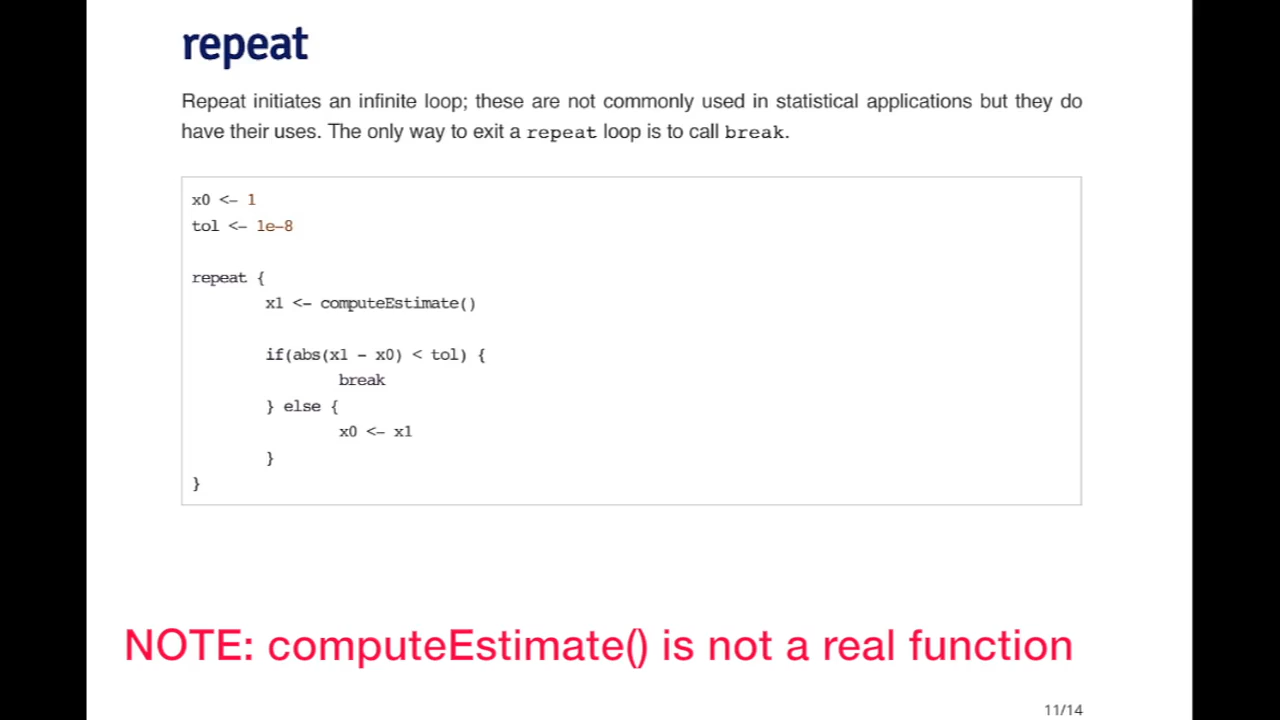 repeat
Repeat initiates an infinite loop; these are not commonly used in statistical applications but they do
have their uses. The only way to exit a repeat loop is to call break.
x0 <- 1
tol <- 1e-8
repeat {
x1 <- computeEstimate()
if(abs(x1 - x0) < tol) {
break
} else {
x0 <- x1
}
}
NOTE: computeEstimate() is not a real function
11/14